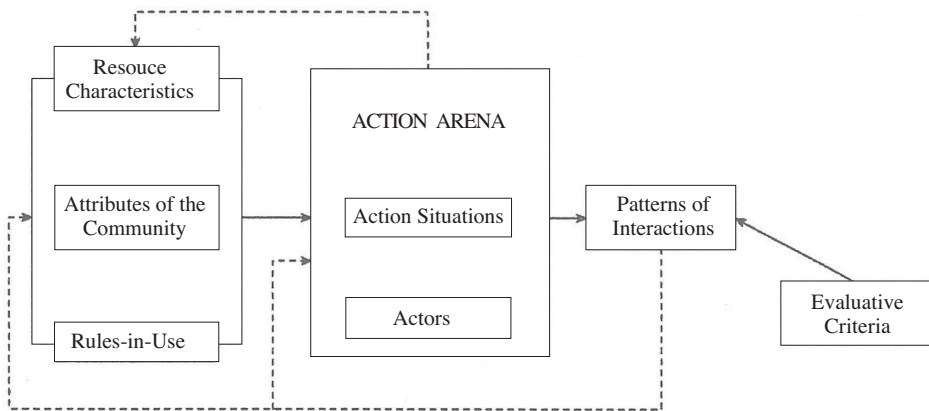 Resouce
Characteristics
Attributes of the
Community
Rules-in-Use
ACTION ARENA
Action Situations
Actors
Patterns of
Interactions
Evaluative
Criteria